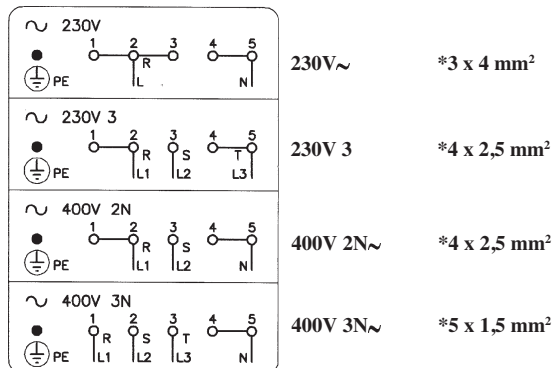 ∼ 230V
1 2 3 4 5
R
PE L N
230V~ *3 x 4 mm²
∼ 230V 3
1 2 3 4 5
R S T
PE L1 L2 L3
230V 3 *4 x 2,5 mm²
∼ 400V 2N
1 2 3 4 5
R S
PE L1 L2 N
400V 2N~ *4 x 2,5 mm²
∼ 400V 3N
1 2 3 4 5
R S T
PE L1 L2 L3 N
400V 3N~ *5 x 1,5 mm²